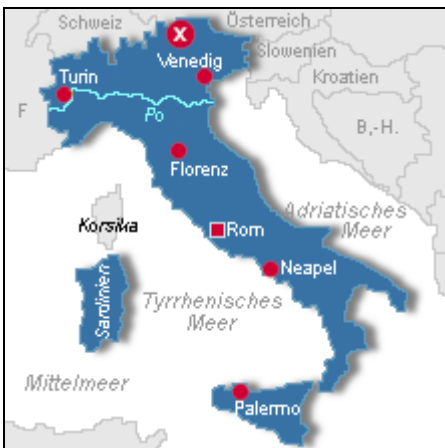 Schweiz
Österreich
X
Venedig
Slowenien
Turin
Kroatien
F
Po
B,-H.
Florenz
Adriatisches
Meer
Korsika
Rom
Neapel
Sardinien
Tyrrhenisches
Meer
Mittelmeer
Palermo